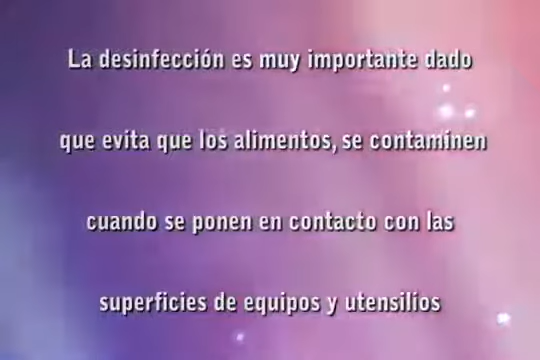 La desinfección es muy importante dado
que evita que los alimentos, se contaminen
cuando se ponen en contacto con las
superficies de equipos y utensilios